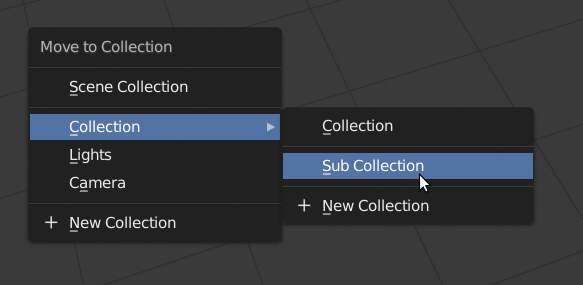 Move to Collection
Scene Collection
Collection
Lights
Camera
+ New Collection
Collection
Sub Collection
+ New Collection